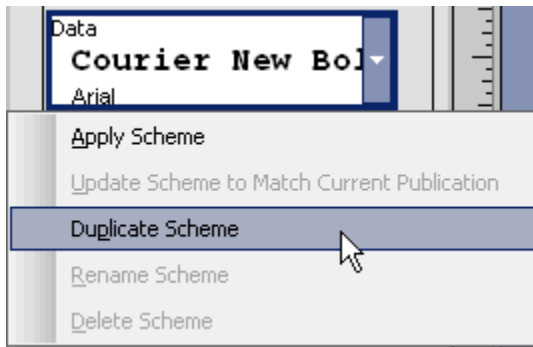 Data
Courier New Bol
Arial
Apply Scheme
Update Scheme to Match Current Publication
Duplicate Scheme
Rename Scheme
Delete Scheme